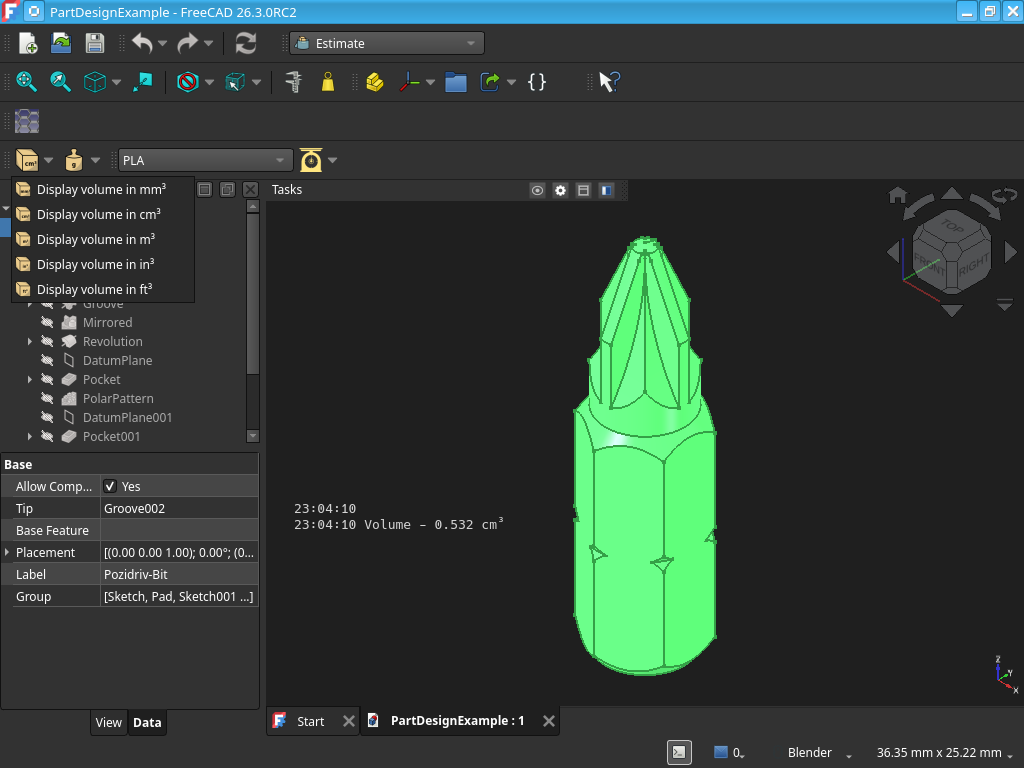 PartDesignExample - FreeCAD 26.3.0RC2
Estimate
{}
cm³
g
PLA
Display volume in mm³
Display volume in cm³
Display volume in m³
Display volume in in³
Display volume in ft³
Tasks
Groove
Mirrored
Revolution
DatumPlane
Pocket
PolarPattern
DatumPlane001
Pocket001
TOP
FRONT
RIGHT
Base
Allow Comp... Yes
Tip Groove002
Base Feature
Placement [(0.00 0.00 1.00); 0.00°; (0...
Label Pozidriv-Bit
Group [Sketch, Pad, Sketch001 ...]
23:04:10
23:04:10 Volume - 0.532 cm³
Z
Y
X
View Data
Start PartDesignExample : 1
0 Blender 36.35 mm x 25.22 mm